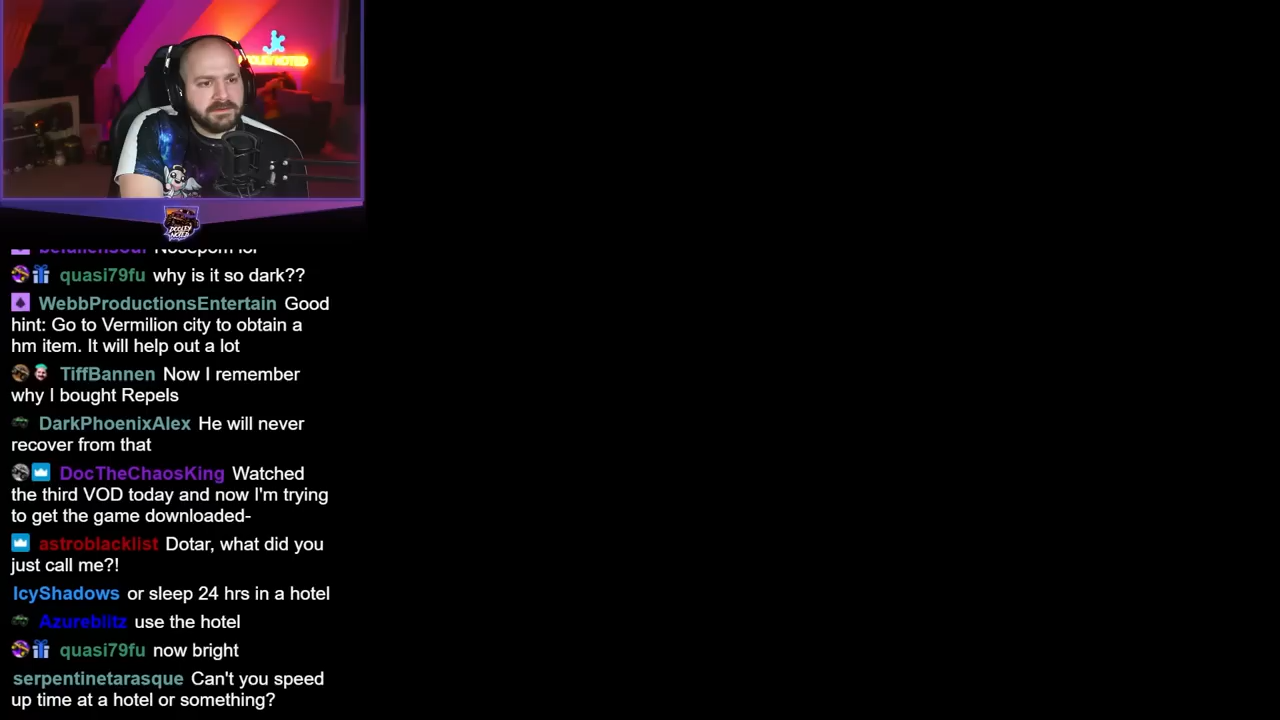 DOOLEY NOTED
quasi79fu why is it so dark??
WebbProductionsEntertain Good
hint: Go to Vermilion city to obtain a
hm item. It will help out a lot
TiffBannen Now I remember
why I bought Repels
DarkPhoenixAlex He will never
recover from that
DocTheChaosKing Watched
the third VOD today and now I'm trying
to get the game downloaded-
astroblacklist Dotar, what did you
just call me?!
IcyShadows or sleep 24 hrs in a hotel
Azureblitz use the hotel
quasi79fu now bright
serpentinetarasque Can't you speed
up time at a hotel or something?